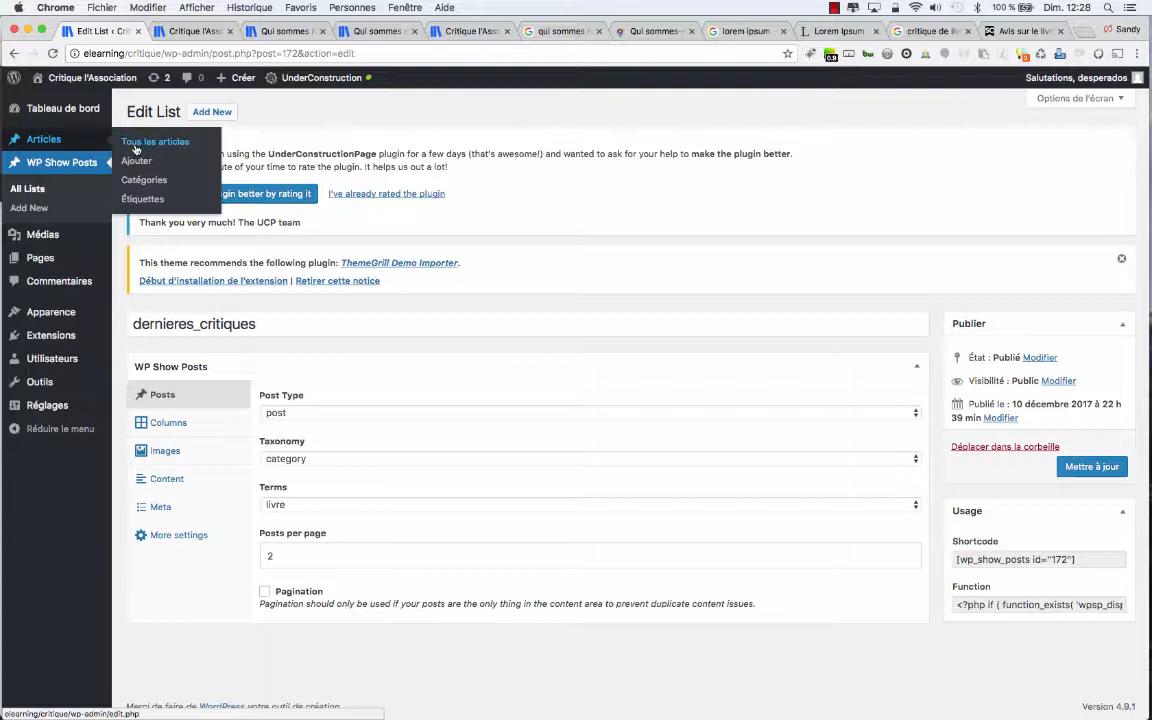 Chrome Fichier Modifier Afficher Historique Favoris Personnes Fenêtre Aide 100 % Dim. 12:28
Edit List ‹ Crit Critique l'Asso Qui sommes n Qui sommes Critique l'Asso qui sommes n Qui sommes- lorem ipsum Lorem Ipsum critique de liv Avis sur le livr Sandy
elearning/critique/wp-admin/post.php?post=172&action=edit
Critique l'Association 2 0 Créer UnderConstruction Salutations, desperados
Tableau de bord
Edit List Add New
Options de l'écran
Articles
Tous les articles
WP Show Posts
Ajouter
Catégories
Étiquettes
All Lists
Add New
using the UnderConstructionPage plugin for a few days (that's awesome!) and wanted to ask for your help to make the plugin better.
ute of your time to rate the plugin. It helps us out a lot!
gin better by rating it I've already rated the plugin
Thank you very much! The UCP team
Médias
Pages
Commentaires
Apparence
Extensions
Utilisateurs
Outils
Réglages
Réduire le menu
This theme recommends the following plugin: ThemeGrill Demo Importer.
Début d'installation de l'extension | Retirer cette notice
dernieres_critiques
WP Show Posts
Posts
Columns
Images
Content
Meta
More settings
Post Type
post
Taxonomy
category
Terms
livre
Posts per page
2
Pagination
Pagination should only be used if your posts are the only thing in the content area to prevent duplicate content issues.
Publier
État : Publié Modifier
Visibilité : Public Modifier
Publié le : 10 décembre 2017 à 22 h
39 min Modifier
Déplacer dans la corbeille
Mettre à jour
Usage
Shortcode
[wp_show_posts id="172"]
Function
<?php if ( function_exists( 'wpsp_disp
Merci de faire de WordPress votre outil de création.
Version 4.9.1
elearning/critique/wp-admin/edit.php